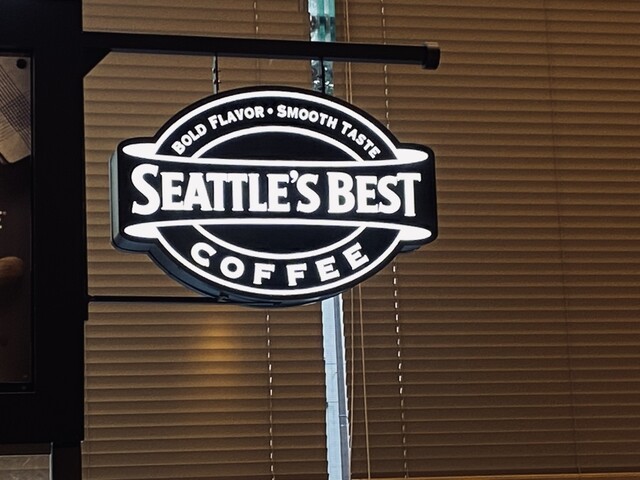 BOLD FLAVOR • SMOOTH TASTE
SEATTLE'S BEST
COFFEE